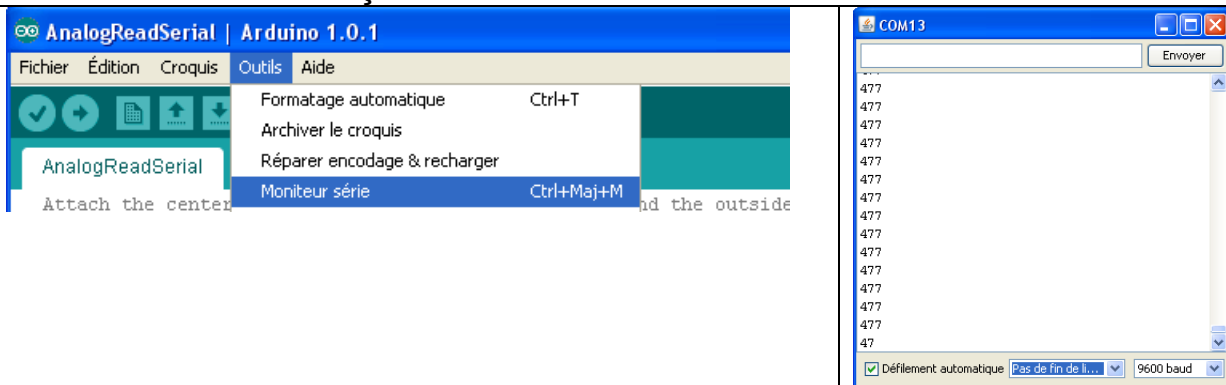 AnalogReadSerial | Arduino 1.0.1
Fichier Édition Croquis Outils Aide
Formatage automatique Ctrl+T
Archiver le croquis
Réparer encodage & recharger
Moniteur série Ctrl+Maj+M
AnalogReadSerial
Attach the center nd the outside
COM13
Envoyer
477
477
477
477
477
477
477
477
477
477
477
477
477
477
47
Défilement automatique Pas de fin de li... 9600 baud